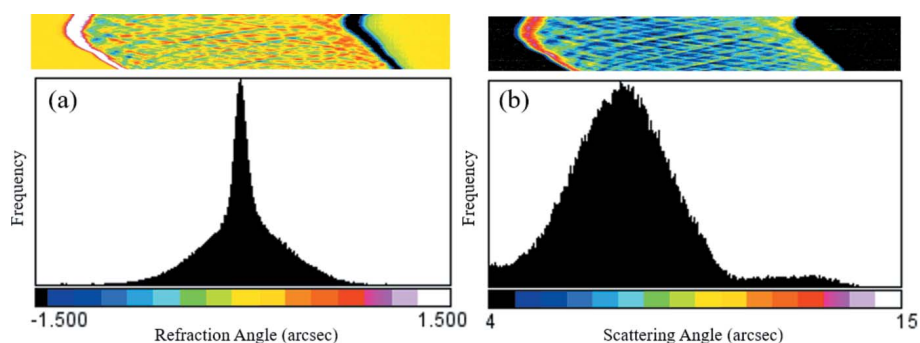 (a)
Frequency
-1.500
Refraction Angle (arcsec)
1.500
(b)
Frequency
4
Scattering Angle (arcsec)
15